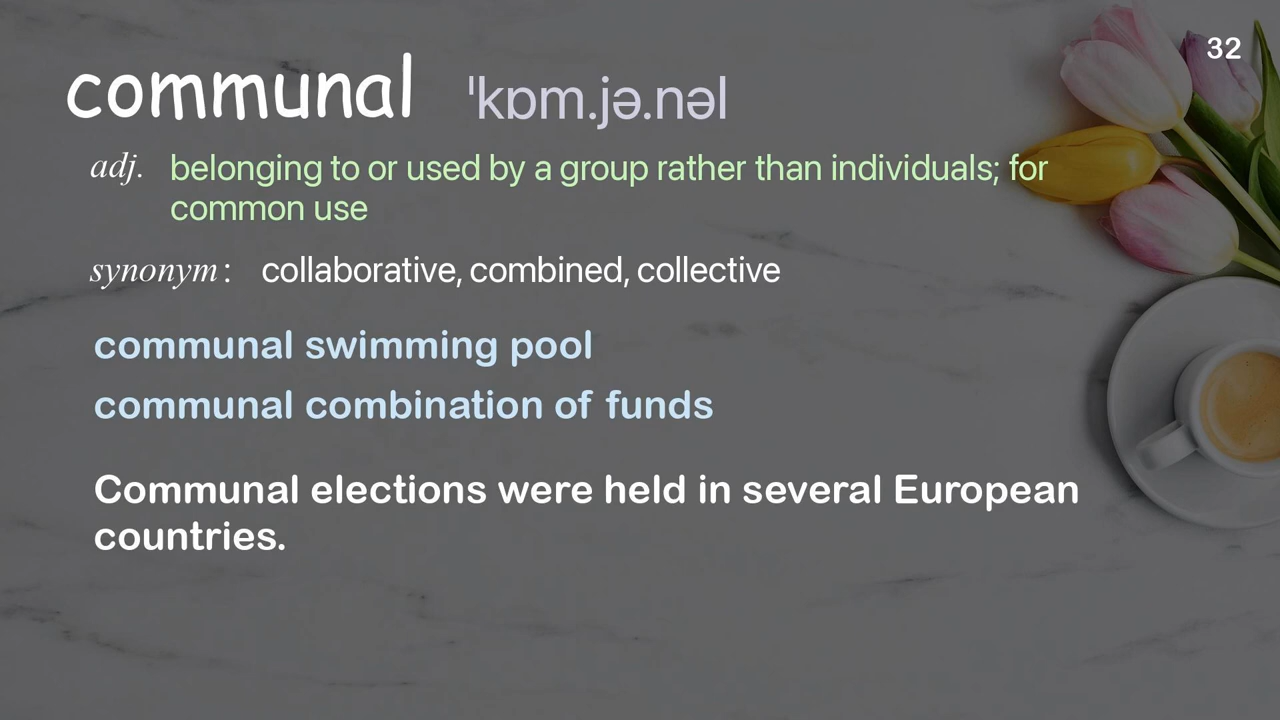 32
communal ˈkɒm.jə.nəl
adj. belonging to or used by a group rather than individuals; for
common use
synonym: collaborative, combined, collective
communal swimming pool
communal combination of funds
Communal elections were held in several European
countries.